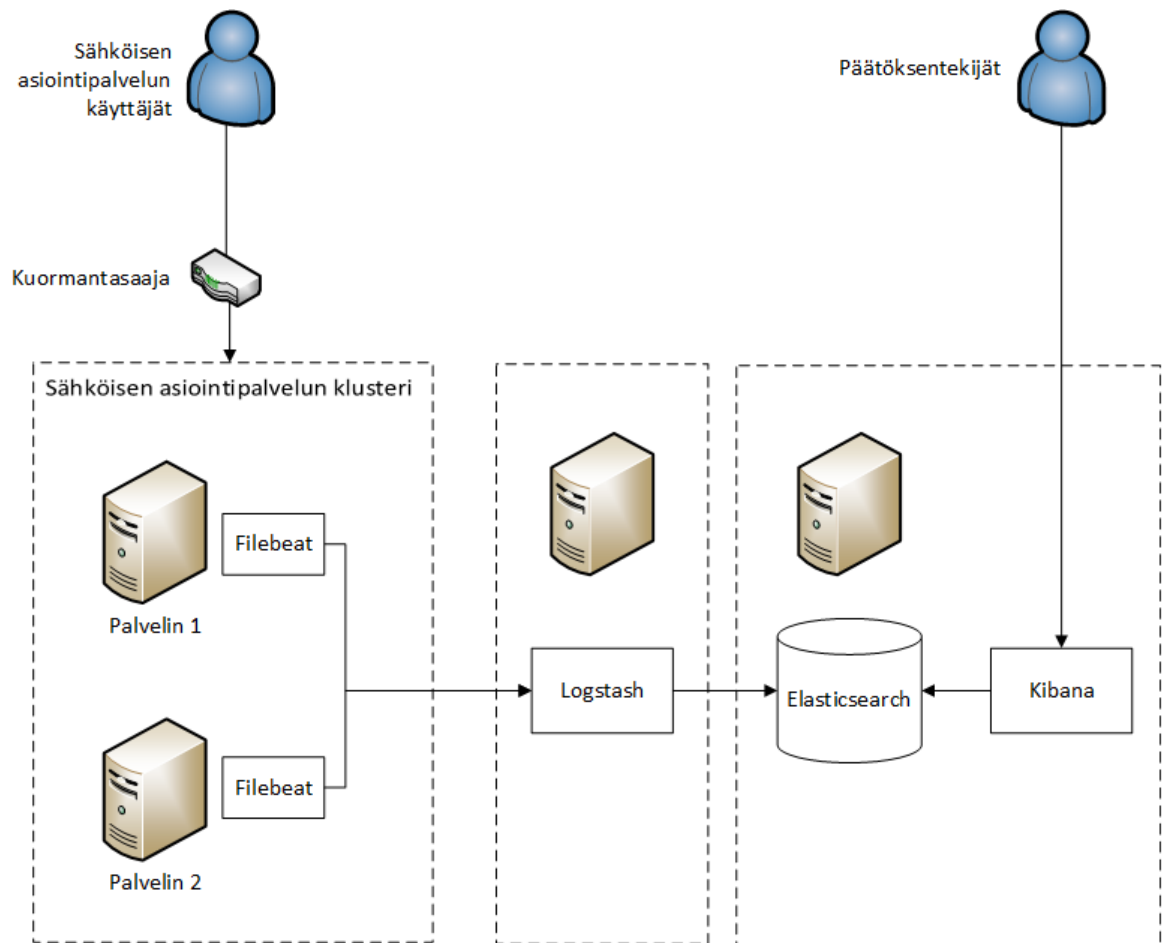 Sähköisen
asiointipalvelun
käyttäjät
Päätöksentekijät
Kuormantasaaja
Sähköisen asiointipalvelun klusteri
Filebeat
Palvelin 1
Logstash
Elasticsearch
Kibana
Filebeat
Palvelin 2